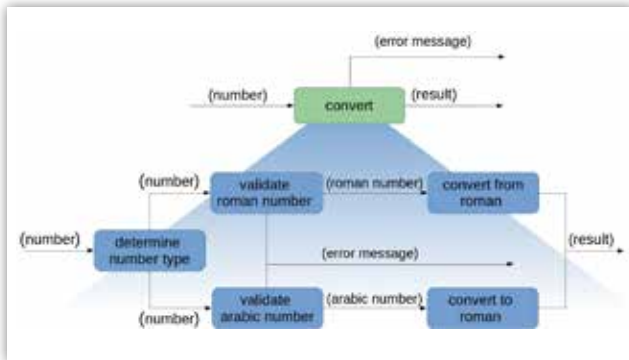 (error message)
(number)
convert
(result)
(number)
validate
roman number
(roman number)
convert from
roman
(number)
determine
number type
(error message)
(result)
(number)
validate
arabic number
(arabic number)
convert to
roman